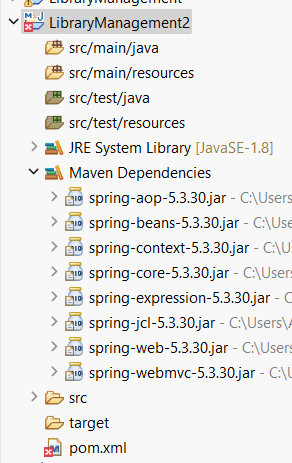 LibraryManagement
LibraryManagement2
src/main/java
src/main/resources
src/test/java
src/test/resources
JRE System Library [JavaSE-1.8]
Maven Dependencies
spring-aop-5.3.30.jar - C:\Users
spring-beans-5.3.30.jar - C:\Use
spring-context-5.3.30.jar - C:\U
spring-core-5.3.30.jar - C:\User
spring-expression-5.3.30.jar - C
spring-jcl-5.3.30.jar - C:\Users\
spring-web-5.3.30.jar - C:\User
spring-webmvc-5.3.30.jar - C:\
src
target
pom.xml